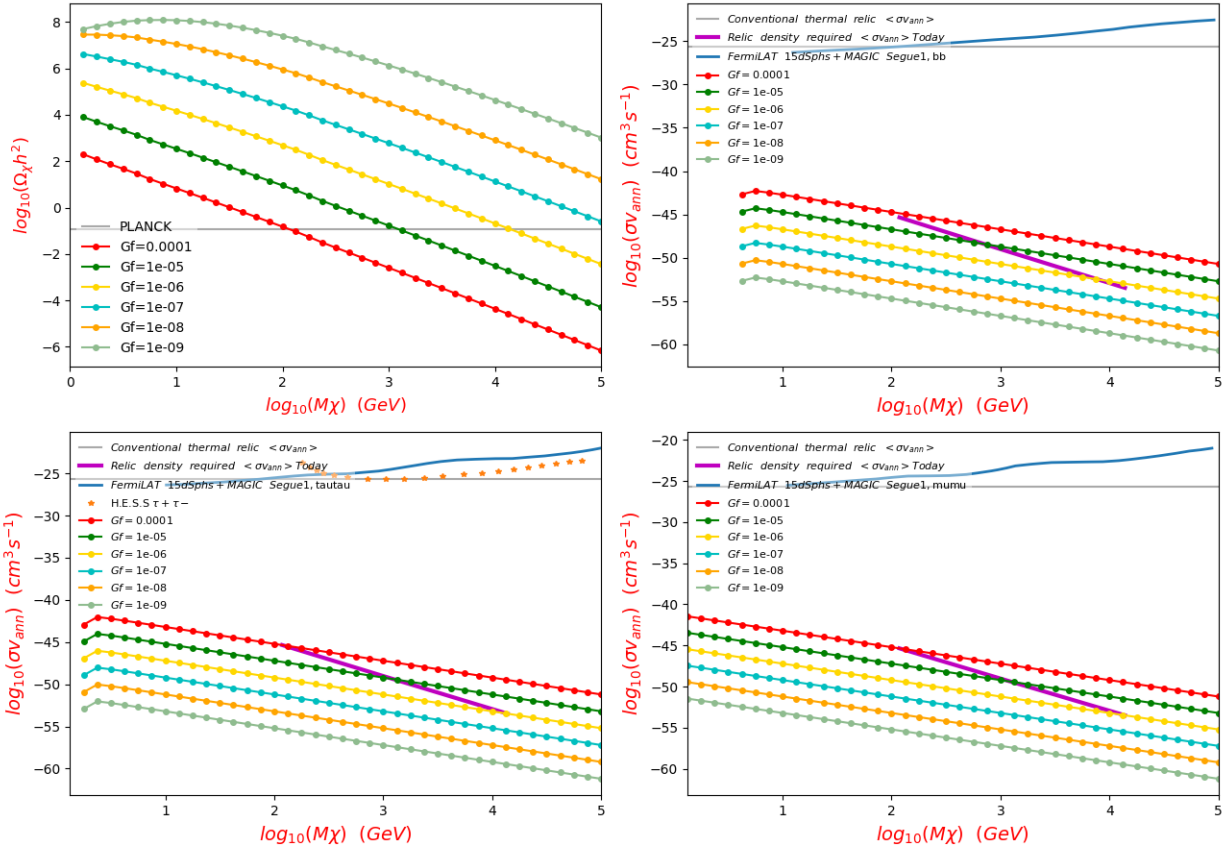 8
6
4
2
0
−2
−4
−6
log10(Ωχh²)
PLANCK
Gf=0.0001
Gf=1e-05
Gf=1e-06
Gf=1e-07
Gf=1e-08
Gf=1e-09
0 1 2 3 4 5
log10(Mχ) (GeV)
−25
−30
−35
−40
−45
−50
−55
−60
log10(σvann) (cm³s⁻¹)
Conventional thermal relic <σvann>
Relic density required <σvann>Today
FermiLAT 15dSphs+MAGIC Segue1, bb
Gf=0.0001
Gf=1e-05
Gf=1e-06
Gf=1e-07
Gf=1e-08
Gf=1e-09
1 2 3 4 5
log10(Mχ) (GeV)
−25
−30
−35
−40
−45
−50
−55
−60
log10(σvann) (cm³s⁻¹)
Conventional thermal relic <σvann>
Relic density required <σvann>Today
FermiLAT 15dSphs+MAGIC Segue1, tautau
H.E.S.S τ+τ−
Gf=0.0001
Gf=1e-05
Gf=1e-06
Gf=1e-07
Gf=1e-08
Gf=1e-09
1 2 3 4 5
log10(Mχ) (GeV)
−20
−25
−30
−35
−40
−45
−50
−55
−60
log10(σvann) (cm³s⁻¹)
Conventional thermal relic <σvann>
Relic density required <σvann>Today
FermiLAT 15dSphs+MAGIC Segue1, mumu
Gf=0.0001
Gf=1e-05
Gf=1e-06
Gf=1e-07
Gf=1e-08
Gf=1e-09
1 2 3 4 5
log10(Mχ) (GeV)